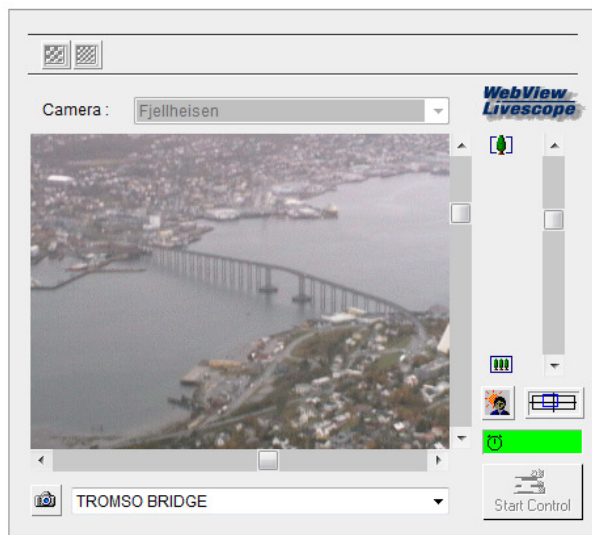 WebView
Livescope
Camera :
Fjellheisen
TROMSO BRIDGE
Start Control